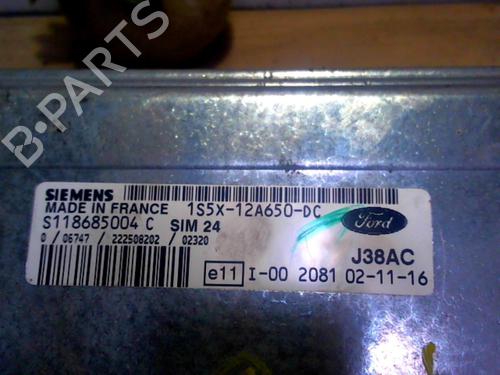 B-PARTS
SIEMENS
MADE IN FRANCE 1S5X-12A650-DC
S118685004 C SIM 24
0 / 06747 / 222508202 / 02320
Ford
J38AC
e11 I-00 2081 02-11-16